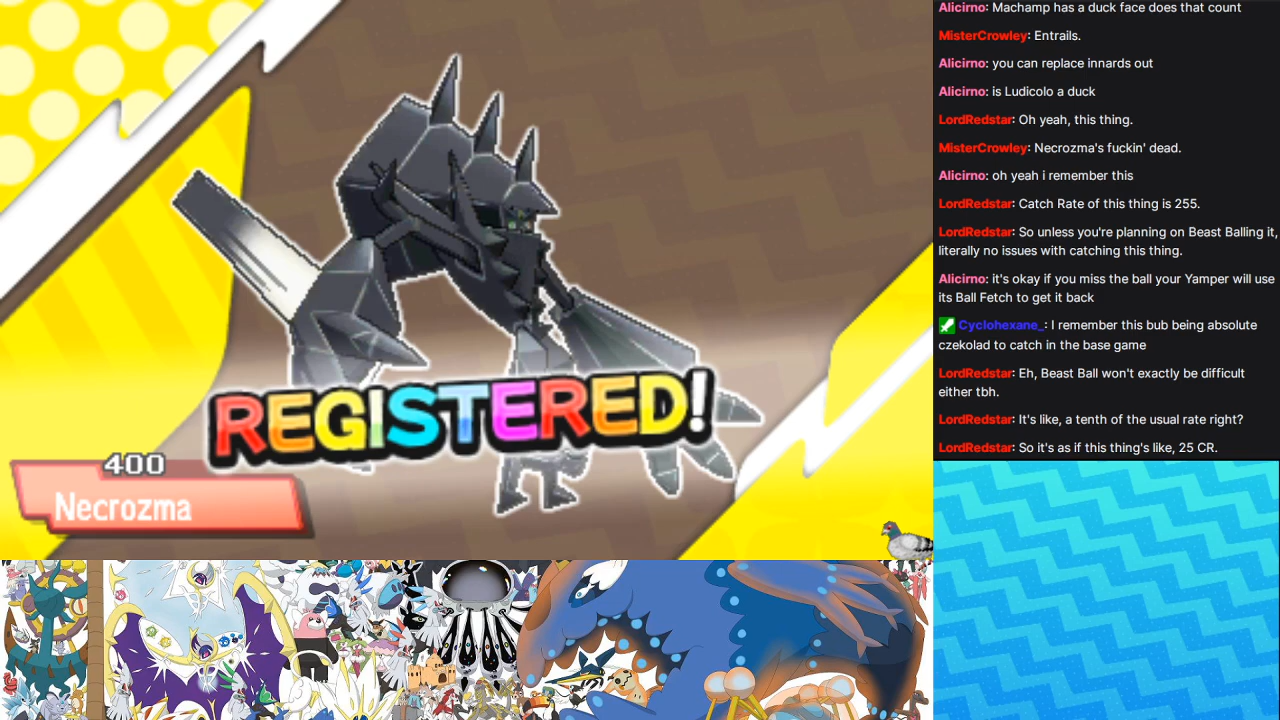 REGISTERED!
400
Necrozma
Alicirno: Machamp has a duck face does that count
MisterCrowley: Entrails.
Alicirno: you can replace innards out
Alicirno: is Ludicolo a duck
LordRedstar: Oh yeah, this thing.
MisterCrowley: Necrozma's fuckin' dead.
Alicirno: oh yeah i remember this
LordRedstar: Catch Rate of this thing is 255.
LordRedstar: So unless you're planning on Beast Balling it,
literally no issues with catching this thing.
Alicirno: it's okay if you miss the ball your Yamper will use
its Ball Fetch to get it back
Cyclohexane_: I remember this bub being absolute
czekolad to catch in the base game
LordRedstar: Eh, Beast Ball won't exactly be difficult
either tbh.
LordRedstar: It's like, a tenth of the usual rate right?
LordRedstar: So it's as if this thing's like, 25 CR.